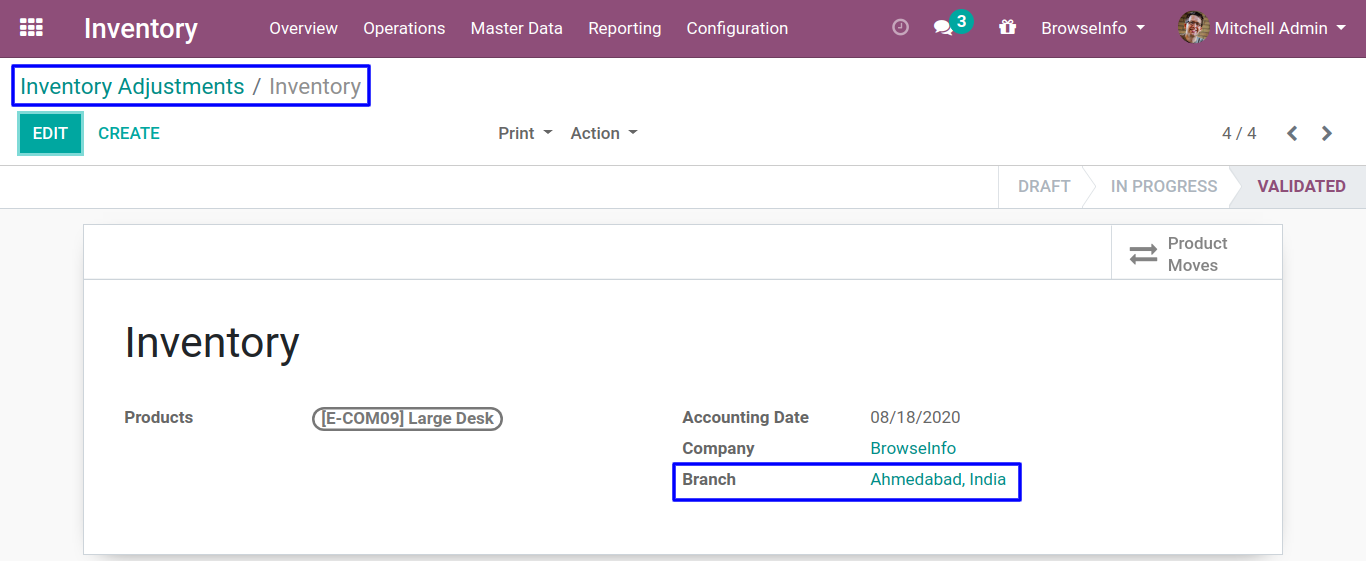 Inventory Overview Operations Master Data Reporting Configuration 3 BrowseInfo Mitchell Admin
Inventory Adjustments / Inventory
EDIT CREATE Print Action 4 / 4
DRAFT IN PROGRESS VALIDATED
Product
Moves
Inventory
Products [E-COM09] Large Desk Accounting Date 08/18/2020
Company BrowseInfo
Branch Ahmedabad, India